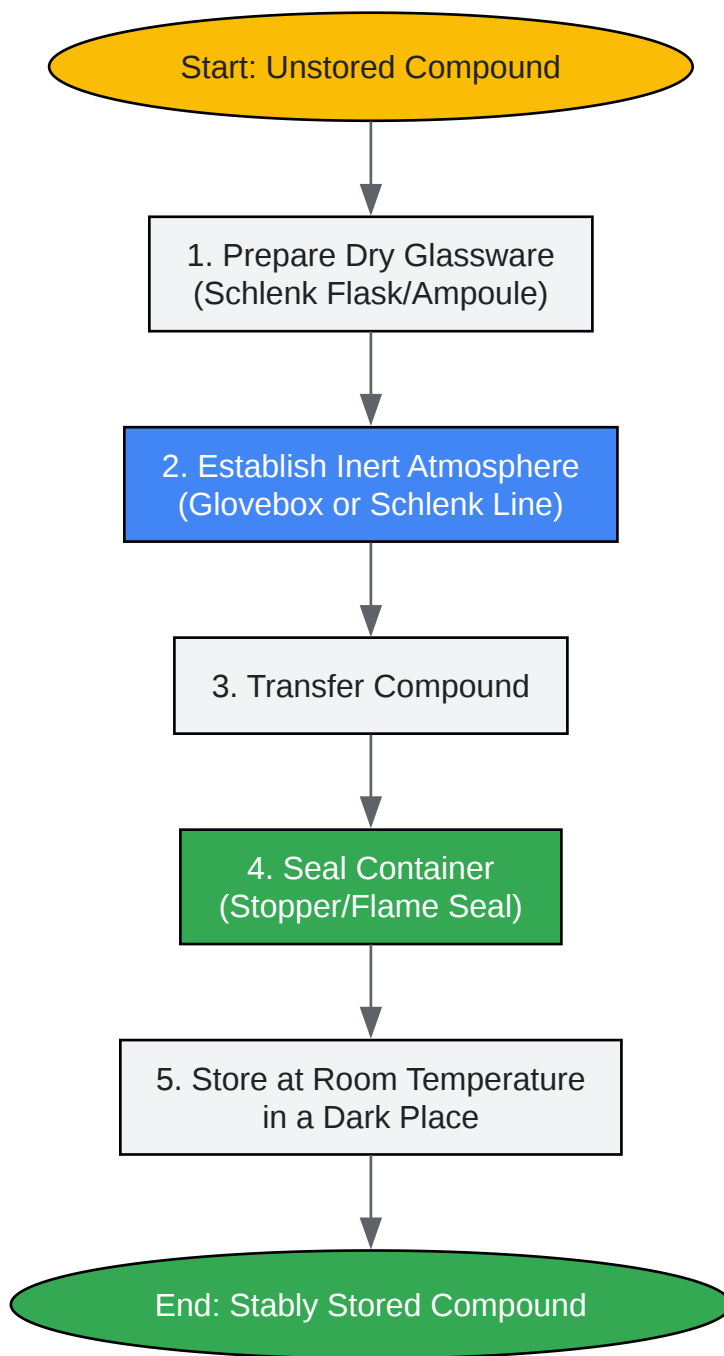 Start: Unstored Compound
1. Prepare Dry Glassware
(Schlenk Flask/Ampoule)
2. Establish Inert Atmosphere
(Glovebox or Schlenk Line)
3. Transfer Compound
4. Seal Container
(Stopper/Flame Seal)
5. Store at Room Temperature
in a Dark Place
End: Stably Stored Compound